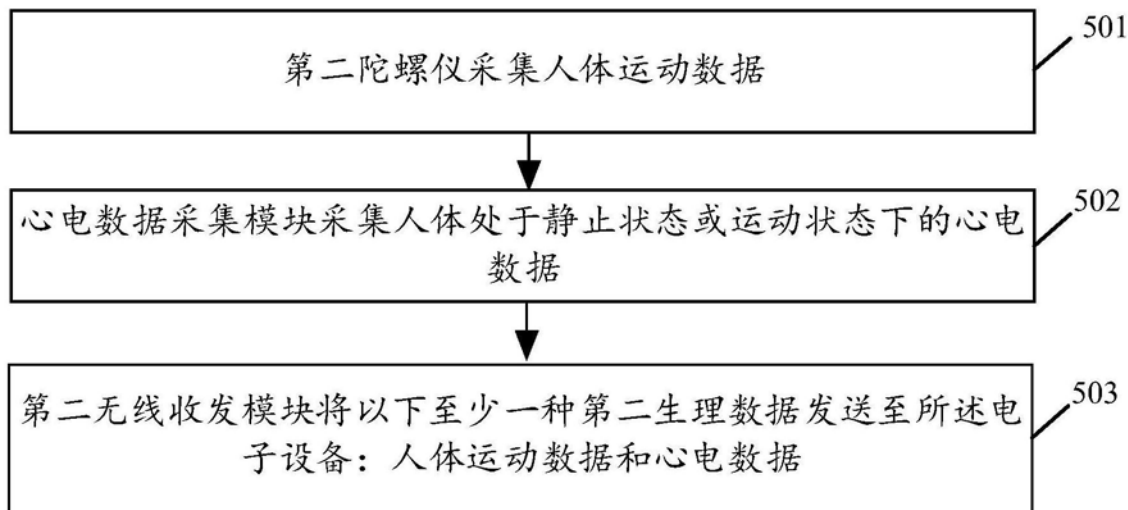 第二陀螺仪采集人体运动数据
501
心电数据采集模块采集人体处于静止状态或运动状态下的心电
数据
502
第二无线收发模块将以下至少一种第二生理数据发送至所述电
子设备：人体运动数据和心电数据
503